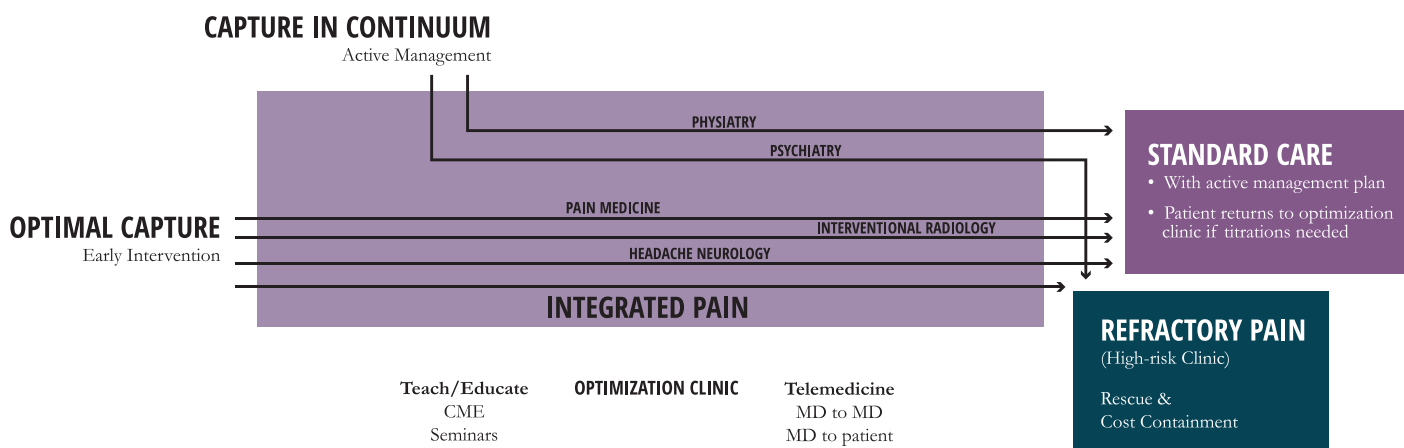 CAPTURE IN CONTINUUM
Active Management
PHYSIATRY
PSYCHIATRY
OPTIMAL CAPTURE
Early Intervention
PAIN MEDICINE
INTERVENTIONAL RADIOLOGY
HEADACHE NEUROLOGY
INTEGRATED PAIN
STANDARD CARE
• With active management plan
• Patient returns to optimization
clinic if titrations needed
REFRACTORY PAIN
(High-risk Clinic)
Rescue &
Cost Containment
Teach/Educate
CME
Seminars
OPTIMIZATION CLINIC
Telemedicine
MD to MD
MD to patient